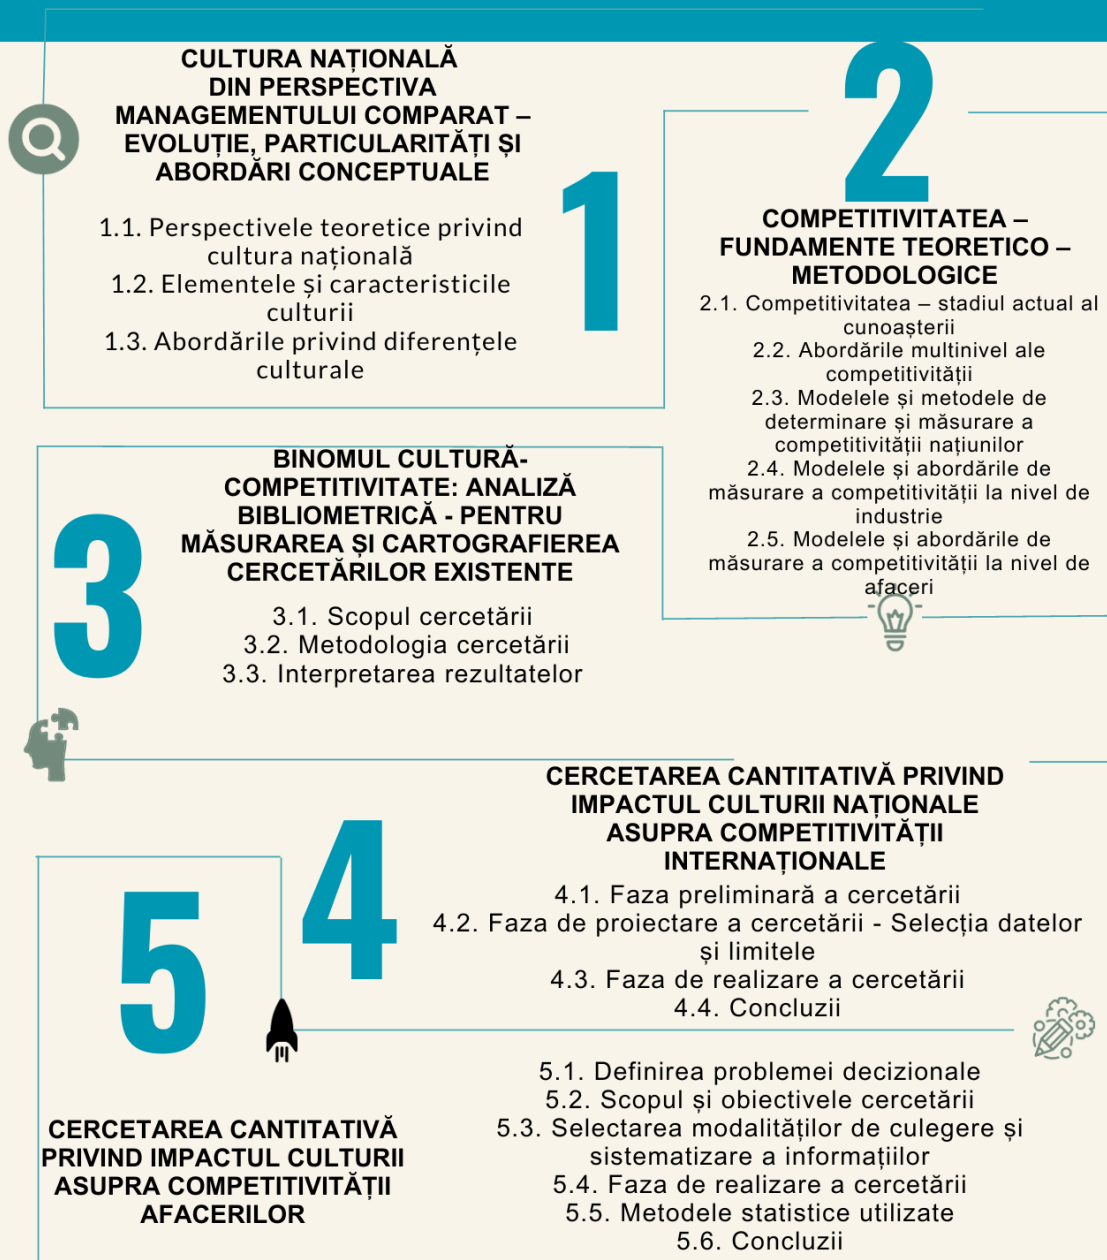 CULTURA NAȚIONALĂ
DIN PERSPECTIVA
MANAGEMENTULUI COMPARAT –
EVOLUȚIE, PARTICULARITĂȚI ȘI
ABORDĂRI CONCEPTUALE
1.1. Perspectivele teoretice privind
cultura națională
1.2. Elementele și caracteristicile
culturii
1.3. Abordările privind diferențele
culturale
1
2
COMPETITIVITATEA –
FUNDAMENTE TEORETICO –
METODOLOGICE
2.1. Competitivitatea – stadiul actual al
cunoașterii
2.2. Abordările multinivel ale
competitivității
2.3. Modelele și metodele de
determinare și măsurare a
competitivității națiunilor
2.4. Modelele și abordările de
măsurare a competitivității la nivel de
industrie
2.5. Modelele și abordările de
măsurare a competitivității la nivel de
afaceri
3
BINOMUL CULTURĂ-
COMPETITIVITATE: ANALIZĂ
BIBLIOMETRICĂ - PENTRU
MĂSURAREA ȘI CARTOGRAFIEREA
CERCETĂRILOR EXISTENTE
3.1. Scopul cercetării
3.2. Metodologia cercetării
3.3. Interpretarea rezultatelor
4
CERCETAREA CANTITATIVĂ PRIVIND
IMPACTUL CULTURII NAȚIONALE
ASUPRA COMPETITIVITĂȚII
INTERNAȚIONALE
4.1. Faza preliminară a cercetării
4.2. Faza de proiectare a cercetării - Selecția datelor
și limitele
4.3. Faza de realizare a cercetării
4.4. Concluzii
5
CERCETAREA CANTITATIVĂ
PRIVIND IMPACTUL CULTURII
ASUPRA COMPETITIVITĂȚII
AFACERILOR
5.1. Definirea problemei decizionale
5.2. Scopul și obiectivele cercetării
5.3. Selectarea modalităților de culegere și
sistematizare a informațiilor
5.4. Faza de realizare a cercetării
5.5. Metodele statistice utilizate
5.6. Concluzii